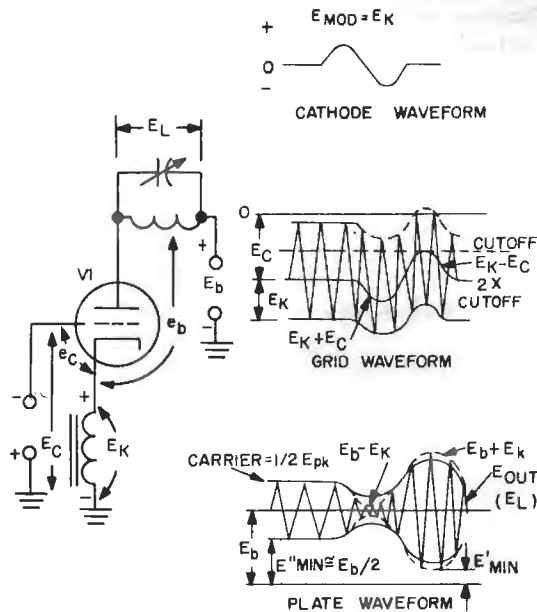 +
E MOD = EK
0
-
CATHODE WAVEFORM
EL
0
EC
CUTOFF
EK-EC
2X
CUTOFF
EK
EK+EC
GRID WAVEFORM
V1
+
Eb
-
eb
eC
-
+
EC
+
EK
-
CARRIER=1/2 Epk
Eb-EK
Eb+Ek
EOUT
(EL)
Eb
E"MIN≅Eb/2
E'MIN
PLATE WAVEFORM